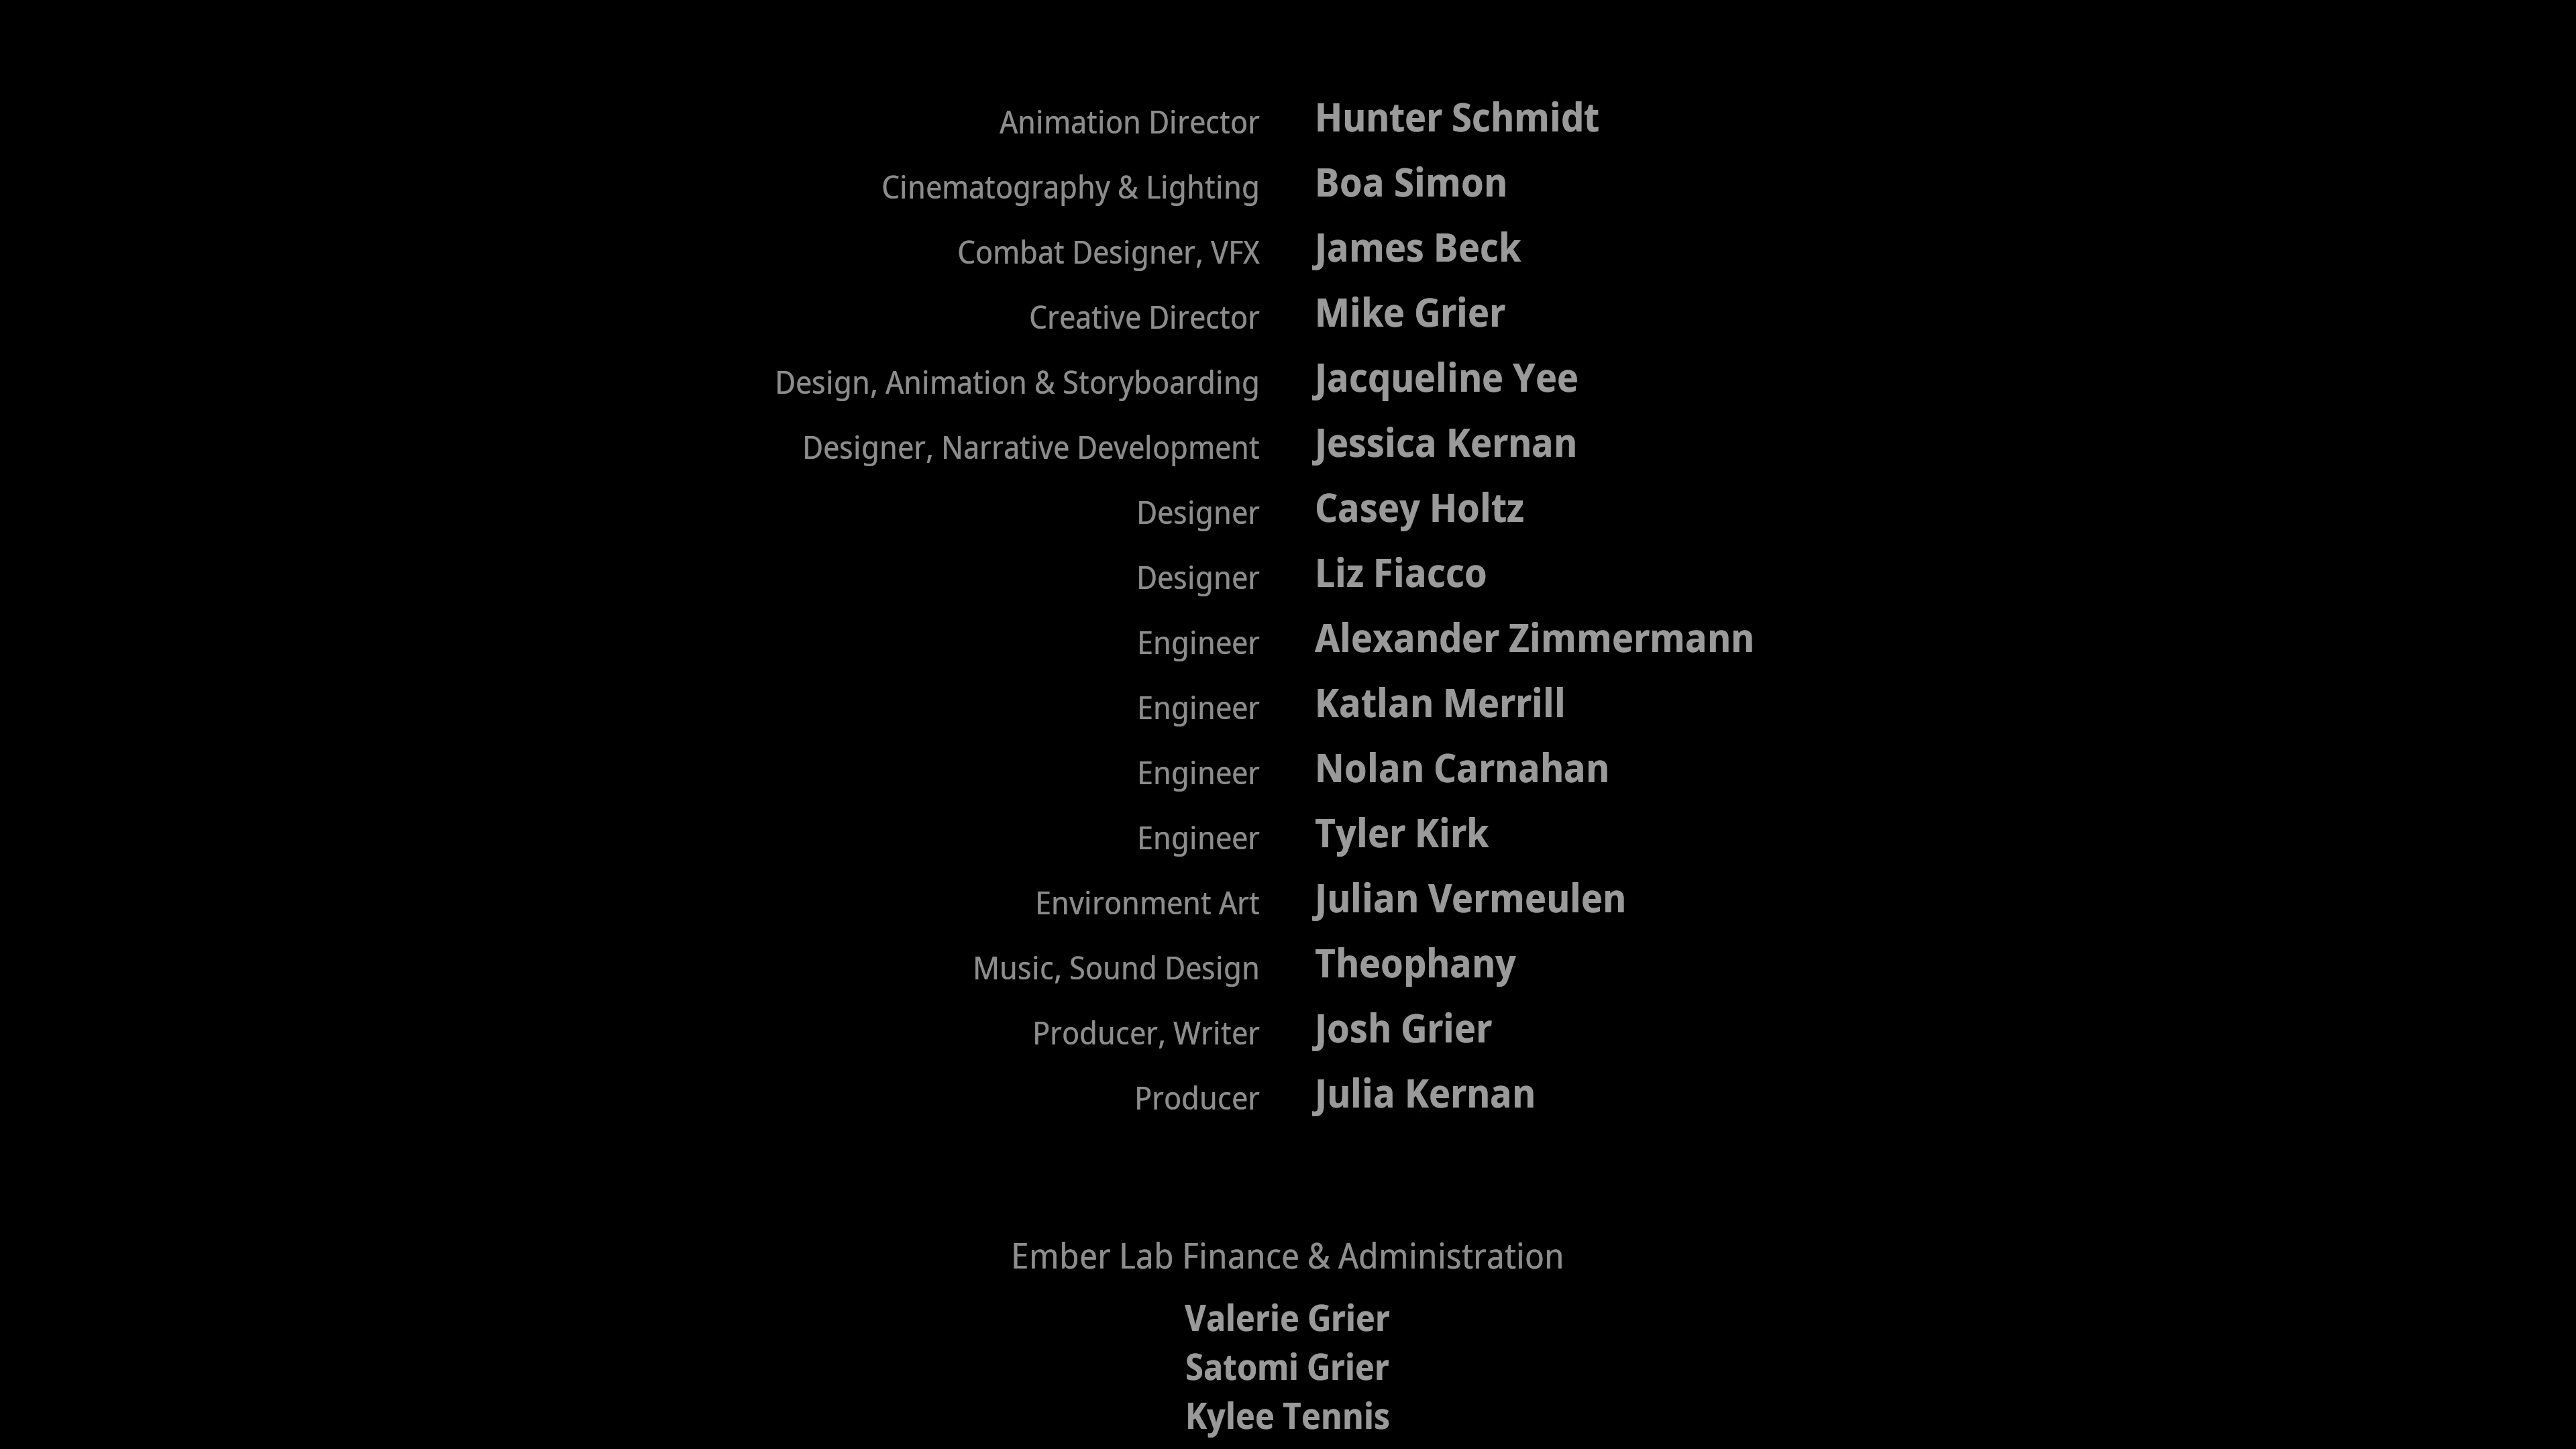 Animation Director Hunter Schmidt
Cinematography & Lighting Boa Simon
Combat Designer, VFX James Beck
Creative Director Mike Grier
Design, Animation & Storyboarding Jacqueline Yee
Designer, Narrative Development Jessica Kernan
Designer Casey Holtz
Designer Liz Fiacco
Engineer Alexander Zimmermann
Engineer Katlan Merrill
Engineer Nolan Carnahan
Engineer Tyler Kirk
Environment Art Julian Vermeulen
Music, Sound Design Theophany
Producer, Writer Josh Grier
Producer Julia Kernan
Ember Lab Finance & Administration
Valerie Grier
Satomi Grier
Kylee Tennis